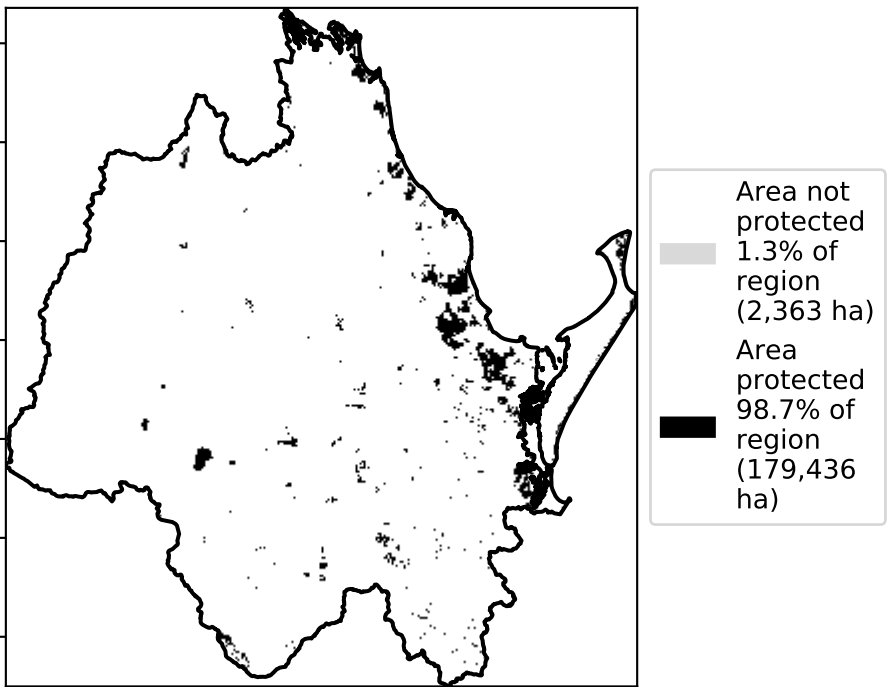 Area not
protected
1.3% of
region
(2,363 ha)
Area
protected
98.7% of
region
(179,436
ha)